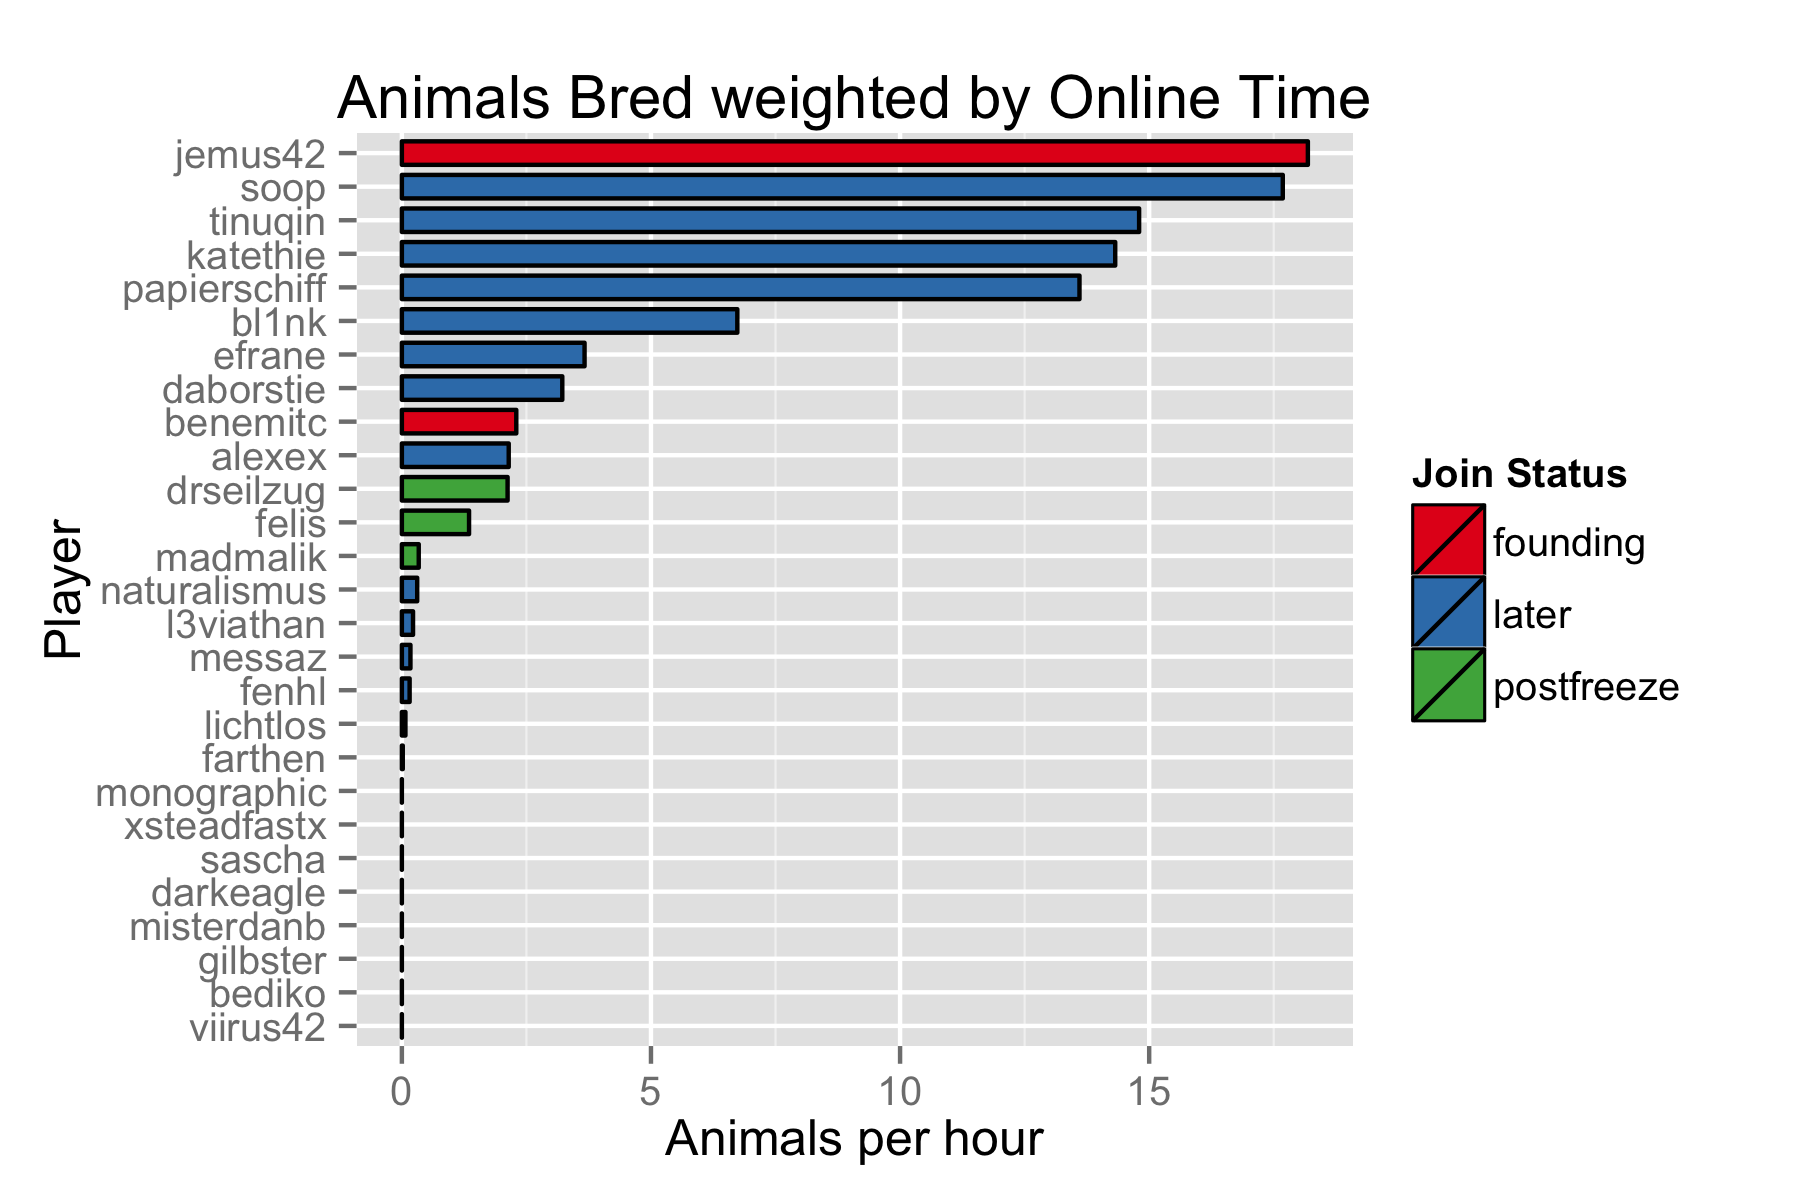 Animals Bred weighted by Online Time
jemus42
soop
tinuqin
katethie
papierschiff
bl1nk
efrane
daborstie
benemitc
alexex
drseilzug
felis
madmalik
naturalismus
l3viathan
messaz
fenhl
lichtlos
farthen
monographic
xsteadfastx
sascha
darkeagle
misterdanb
gilbster
bediko
viirus42
Player
0 5 10 15
Animals per hour
Join Status
founding
later
postfreeze